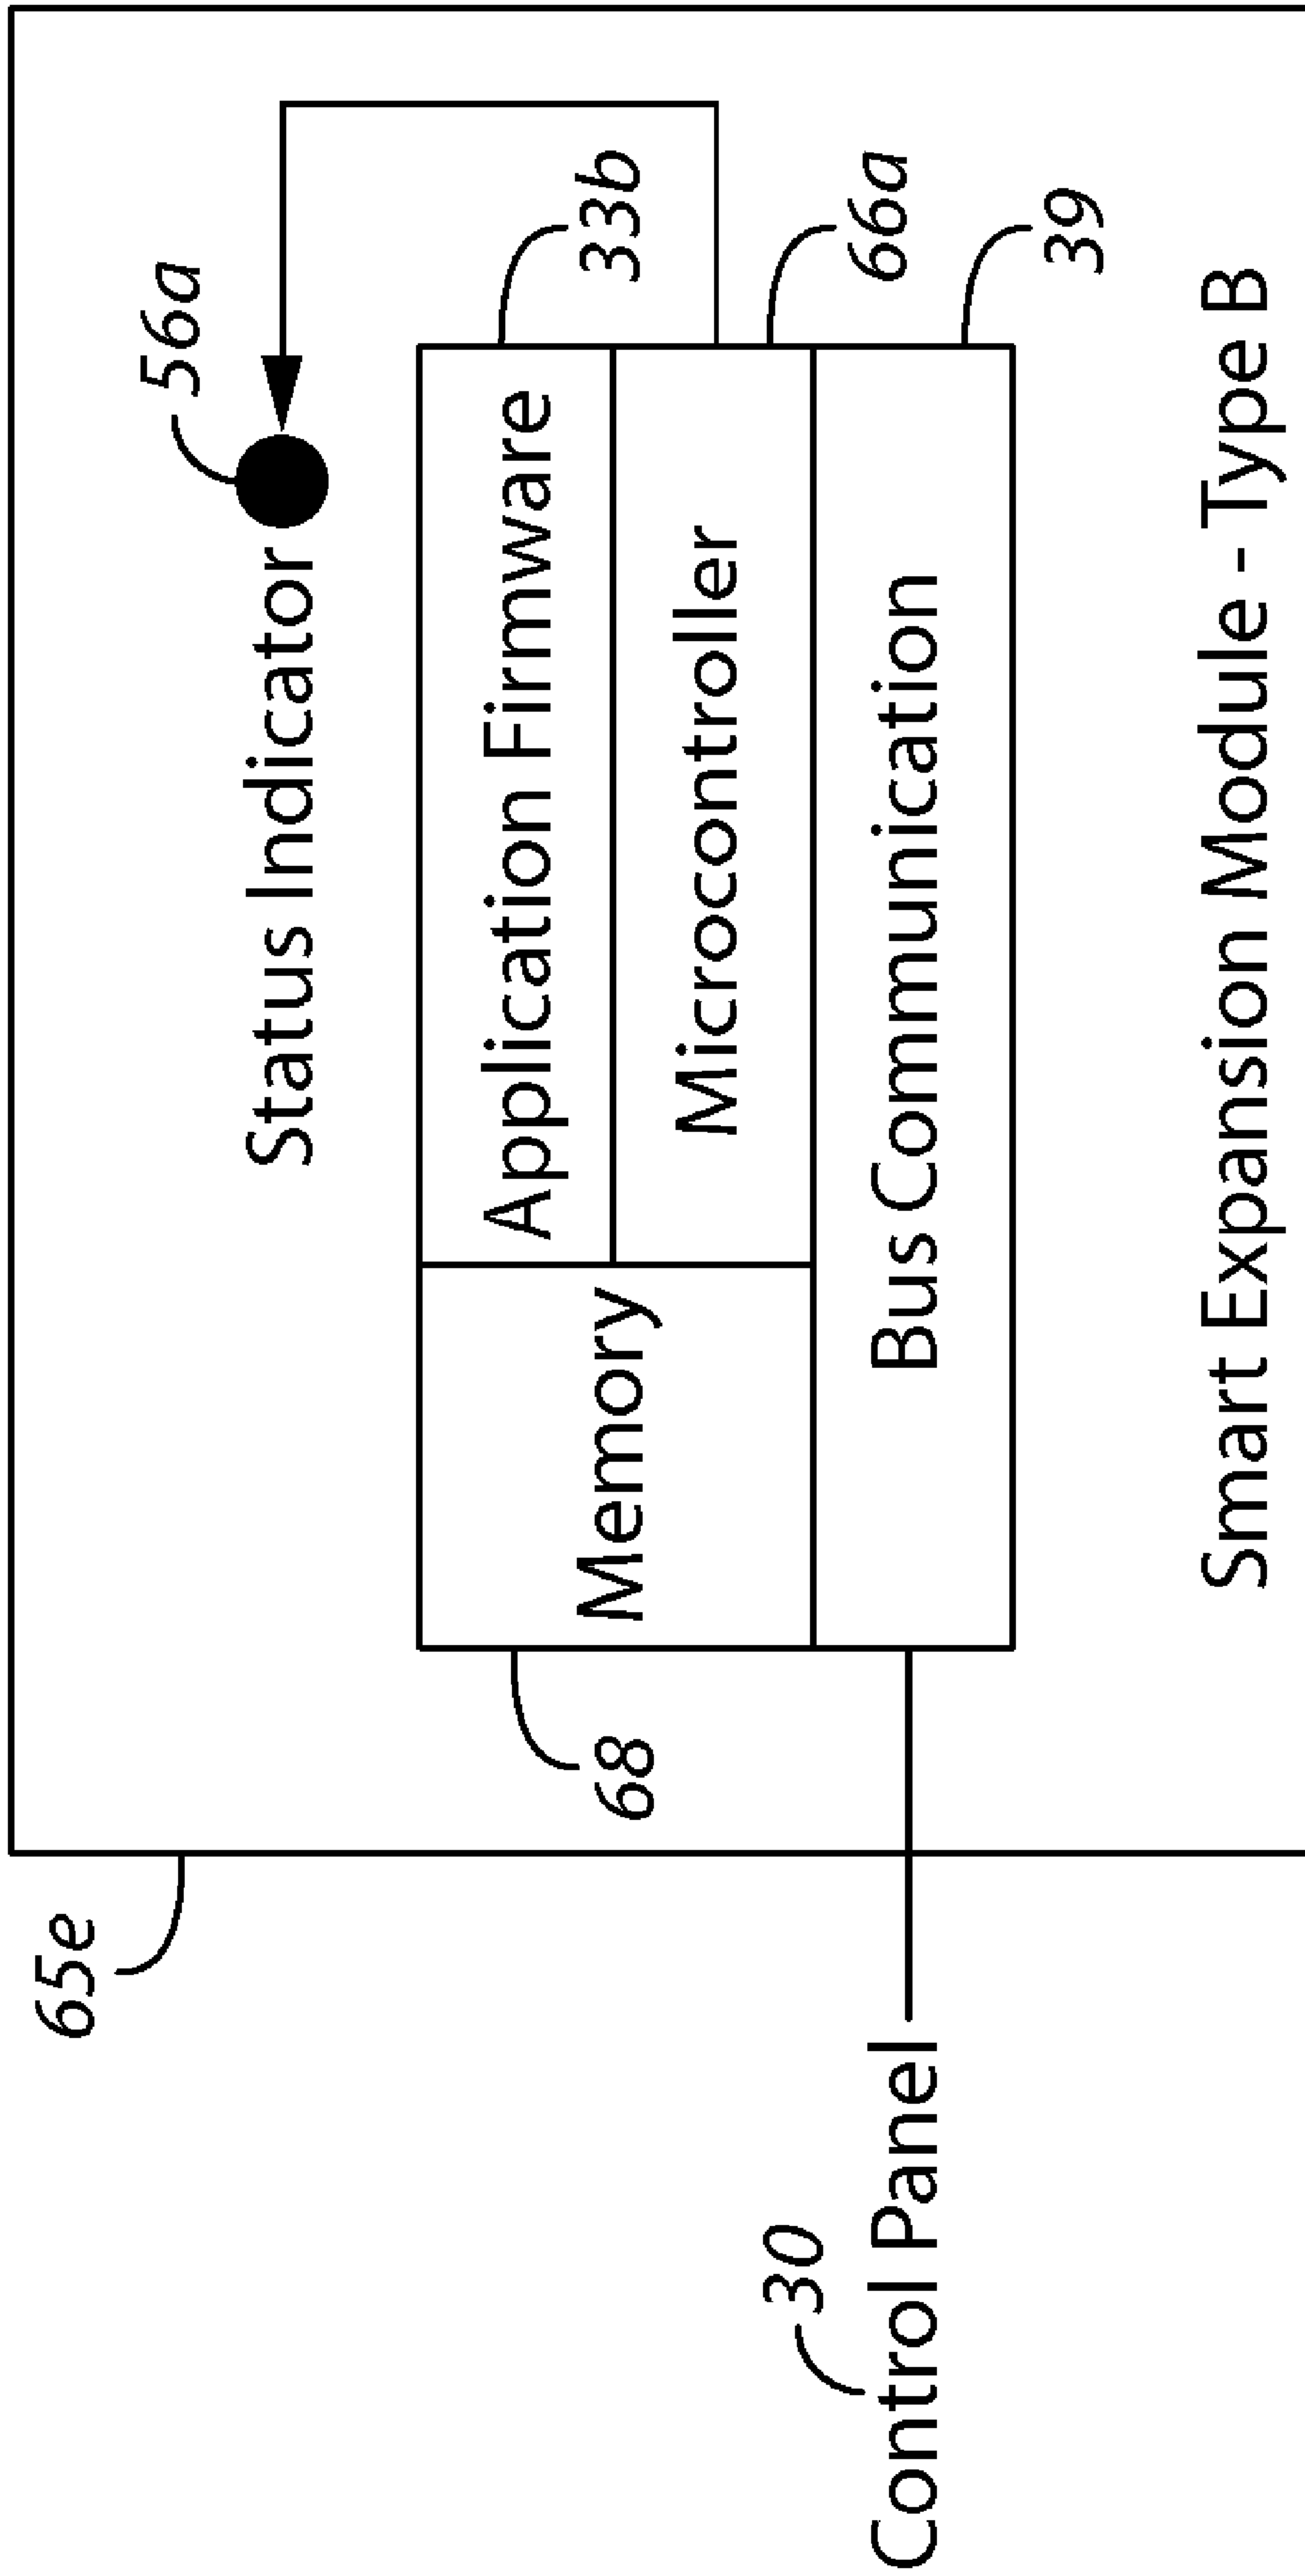 65e
56a
Status Indicator
68
Memory
Application Firmware
33b
Microcontroller
66a
30
Control Panel
Bus Communication
39
Smart Expansion Module - Type B